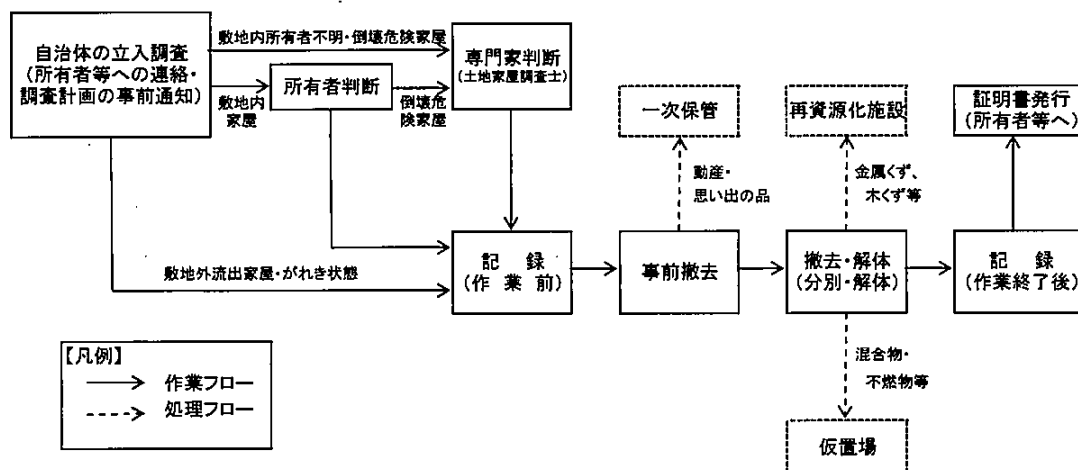 自治体の立入調査
(所有者等への連絡・
調査計画の事前通知)
敷地内所有者不明・倒壊危険家屋
敷地内
家屋
所有者判断
倒壊危
険家屋
専門家判断
(土地家屋調査士)
一次保管
再資源化施設
証明書発行
(所有者等へ)
動産・
思い出の品
金属くず、
木くず等
敷地外流出家屋・がれき状態
記 録
(作 業 前)
事前撤去
撤去・解体
(分別・解体)
記 録
(作業終了後)
混合物・
不燃物等
仮置場
【凡例】
作業フロー
処理フロー